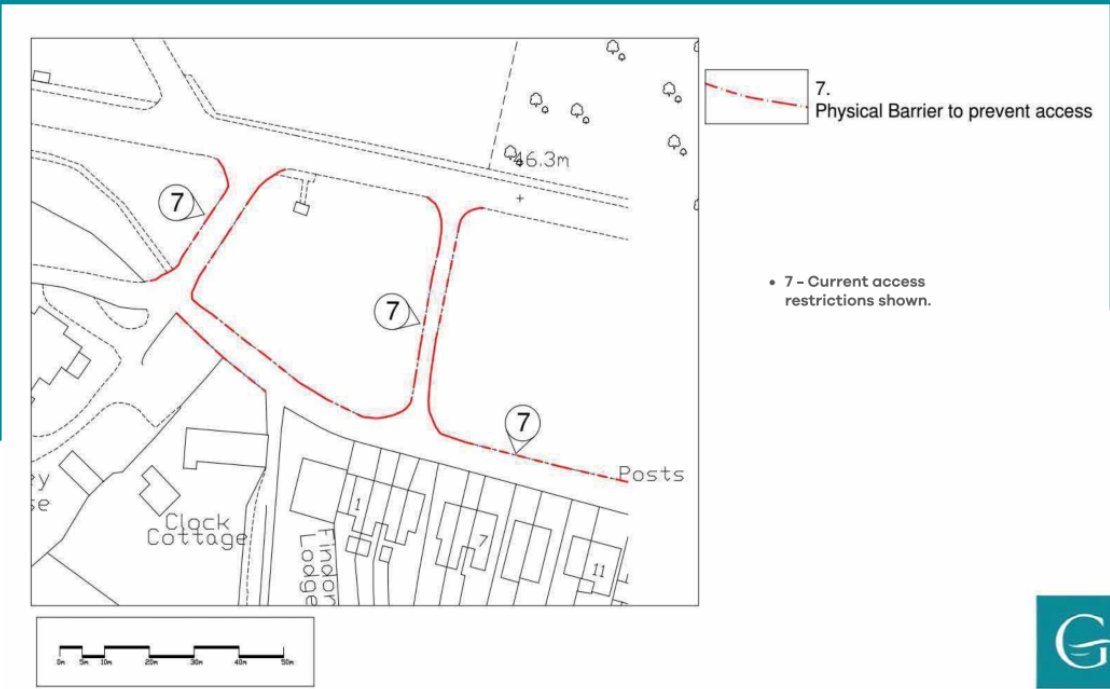 7.
Physical Barrier to prevent access
46.3m
7
7
7
• 7 – Current access
restrictions shown.
Posts
Clock
Cottage
Findon
Lodge
1
7
11
0m 5m 10m 20m 30m 40m 50m
G